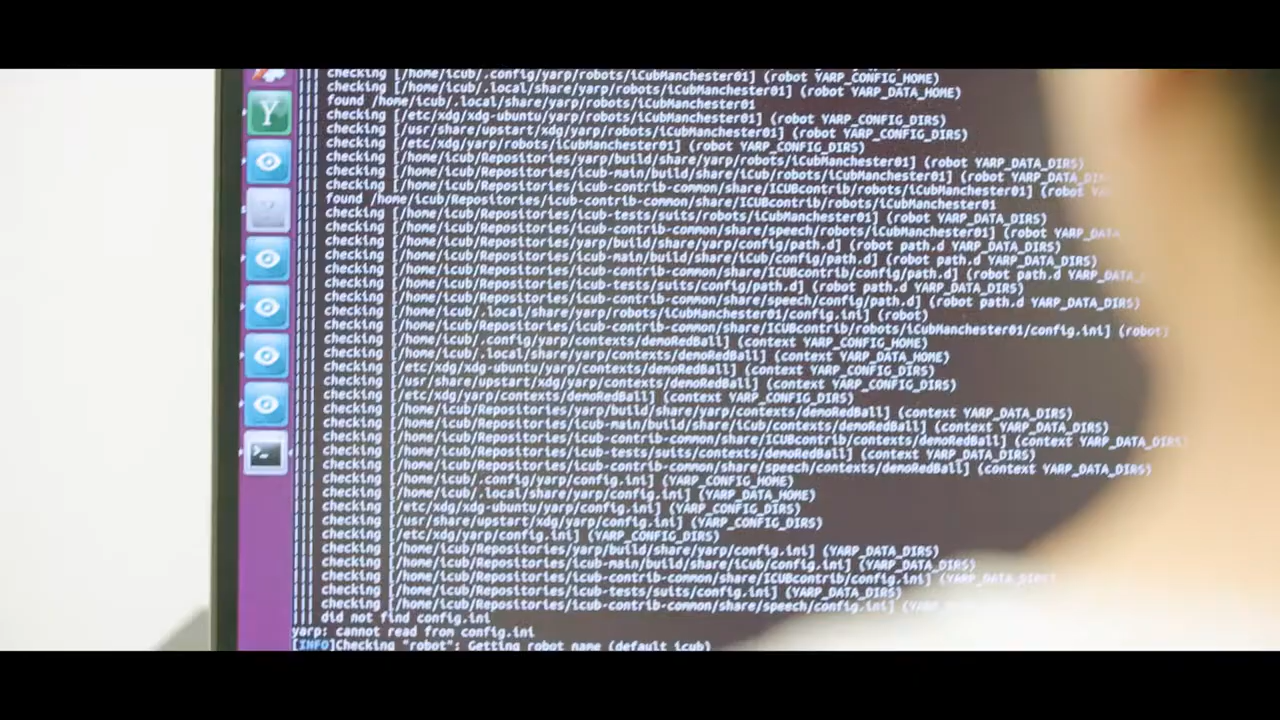 ||| checking [/home/icub/.config/yarp/robots/iCubManchester01] (robot YARP_CONFIG_HOME)
||| checking [/home/icub/.local/share/yarp/robots/iCubManchester01] (robot YARP_DATA_HOME)
||| found /home/icub/.local/share/yarp/robots/iCubManchester01
||| checking [/etc/xdg/xdg-ubuntu/yarp/robots/iCubManchester01] (robot YARP_CONFIG_DIRS)
||| checking [/usr/share/upstart/xdg/yarp/robots/iCubManchester01] (robot YARP_CONFIG_DIRS)
||| checking [/etc/xdg/yarp/robots/iCubManchester01] (robot YARP_CONFIG_DIRS)
||| checking [/home/icub/Repositories/yarp/build/share/yarp/robots/iCubManchester01] (robot YARP_DATA_DIRS)
||| checking [/home/icub/Repositories/icub-main/build/share/iCub/robots/iCubManchester01] (robot YARP_DATA_DIRS)
||| checking [/home/icub/Repositories/icub-contrib-common/share/ICUBcontrib/robots/iCubManchester01] (robot
||| found /home/icub/Repositories/icub-contrib-common/share/ICUBcontrib/robots/iCubManchester01
||| checking [/home/icub/Repositories/icub-tests/suits/robots/iCubManchester01] (robot YARP_DATA_DIRS)
||| checking [/home/icub/Repositories/icub-contrib-common/share/speech/robots/iCubManchester01] (robot YARP_DATA
||| checking [/home/icub/Repositories/yarp/build/share/yarp/config/path.d] (robot path.d YARP_DATA_DIRS)
||| checking [/home/icub/Repositories/icub-main/build/share/iCub/config/path.d] (robot path.d YARP_DATA_DIRS)
||| checking [/home/icub/Repositories/icub-contrib-common/share/ICUBcontrib/config/path.d] (robot path.d YARP_DATA_
||| checking [/home/icub/Repositories/icub-tests/suits/config/path.d] (robot path.d YARP_DATA_DIRS)
||| checking [/home/icub/Repositories/icub-contrib-common/share/speech/config/path.d] (robot path.d YARP_DATA_DIRS)
||| checking [/home/icub/.local/share/yarp/robots/iCubManchester01/config.ini] (robot)
||| checking [/home/icub/Repositories/icub-contrib-common/share/ICUBcontrib/robots/iCubManchester01/config.ini] (robot)
||| checking [/home/icub/.config/yarp/contexts/demoRedBall] (context YARP_CONFIG_HOME)
||| checking [/home/icub/.local/share/yarp/contexts/demoRedBall] (context YARP_DATA_HOME)
||| checking [/etc/xdg/xdg-ubuntu/yarp/contexts/demoRedBall] (context YARP_CONFIG_DIRS)
||| checking [/usr/share/upstart/xdg/yarp/contexts/demoRedBall] (context YARP_CONFIG_DIRS)
||| checking [/etc/xdg/yarp/contexts/demoRedBall] (context YARP_CONFIG_DIRS)
||| checking [/home/icub/Repositories/yarp/build/share/yarp/contexts/demoRedBall] (context YARP_DATA_DIRS)
||| checking [/home/icub/Repositories/icub-main/build/share/iCub/contexts/demoRedBall] (context YARP_DATA_DIRS)
||| checking [/home/icub/Repositories/icub-contrib-common/share/ICUBcontrib/contexts/demoRedBall] (context YARP_DATA_DIRS
||| checking [/home/icub/Repositories/icub-tests/suits/contexts/demoRedBall] (context YARP_DATA_DIRS)
||| checking [/home/icub/Repositories/icub-contrib-common/share/speech/contexts/demoRedBall] (context YARP_DATA_DIRS)
||| checking [/home/icub/.config/yarp/config.ini] (YARP_CONFIG_HOME)
||| checking [/home/icub/.local/share/yarp/config.ini] (YARP_DATA_HOME)
||| checking [/etc/xdg/xdg-ubuntu/yarp/config.ini] (YARP_CONFIG_DIRS)
||| checking [/usr/share/upstart/xdg/yarp/config.ini] (YARP_CONFIG_DIRS)
||| checking [/etc/xdg/yarp/config.ini] (YARP_CONFIG_DIRS)
||| checking [/home/icub/Repositories/yarp/build/share/yarp/config.ini] (YARP_DATA_DIRS)
||| checking [/home/icub/Repositories/icub-main/build/share/iCub/config.ini] (YARP_DATA_DIRS)
||| checking [/home/icub/Repositories/icub-contrib-common/share/ICUBcontrib/config.ini] (YARP_DATA_DIRS)
||| checking [/home/icub/Repositories/icub-tests/suits/config.ini] (YARP_DATA_DIRS)
||| checking [/home/icub/Repositories/icub-contrib-common/share/speech/config.ini]
||| did not find config.ini
yarp: cannot read from config.ini
[INFO]Checking "robot": Getting robot name (default icub)
Y